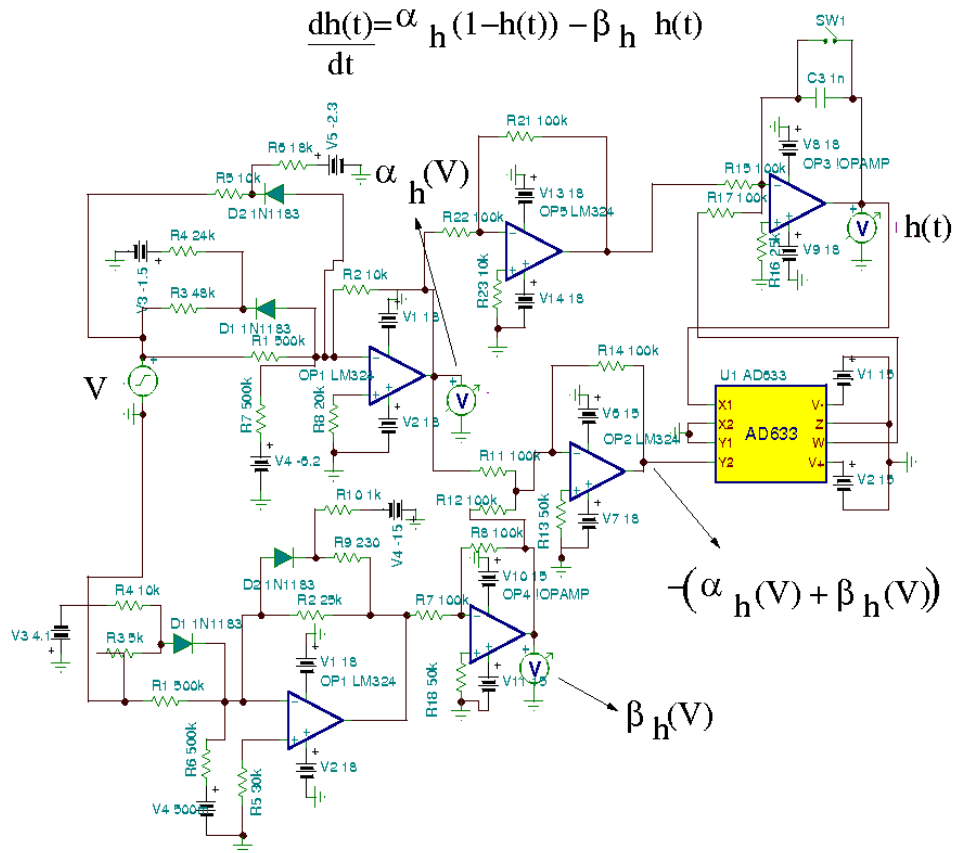 dh(t)/dt = α h (1−h(t)) − β h h(t)
SW1
C3 1n
V5 -2.3
R6 18k
R21 100k
V8 18
OP3 IOPAMP
R5 10k
α h (V)
D2 1N1183
V13 18
OP5 LM324
R15 100k
R17 100k
R22 100k
V
h(t)
R4 24k
V3 -1.5
R2 10k
R23 10k
R16 25k
V9 18
R3 48k
V14 18
D1 1N1183
V1 18
R1 500k
R14 100k
V
OP1 LM324
V
U1 AD633
V1 15
R7 500k
R8 20k
V2 18
V6 15
OP2 LM324
X1
X2
Y1
Y2
AD633
V-
Z
W
V+
V2 15
V4 -6.2
R11 100k
R12 100k
R10 1k
V4 -15
R13 50k
V7 18
R9 230
R8 100k
D2 1N1183
V10 15
OP4 IOPAMP
−(α h (V) + β h (V))
R4 10k
R2 25k
R7 100k
V3 4.1
R3 5k
D1 1N1183
V
V1 18
OP1 LM324
R18 50k
V11 15
R1 500k
β h (V)
R6 500k
V2 18
R5 30k
V4 500m